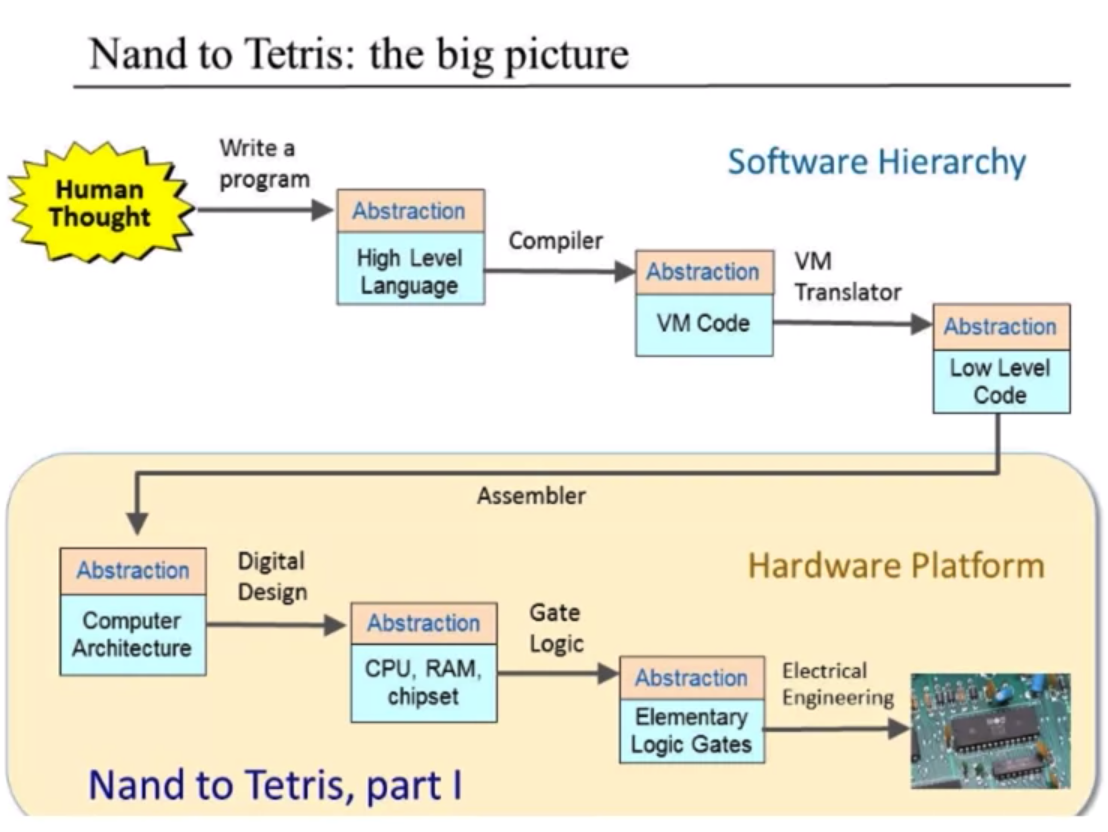 Nand to Tetris: the big picture
Software Hierarchy
Human
Thought
Write a
program
Abstraction
High Level
Language
Compiler
Abstraction
VM Code
VM
Translator
Abstraction
Low Level
Code
Assembler
Hardware Platform
Abstraction
Computer
Architecture
Digital
Design
Abstraction
CPU, RAM,
chipset
Gate
Logic
Abstraction
Elementary
Logic Gates
Electrical
Engineering
Nand to Tetris, part I